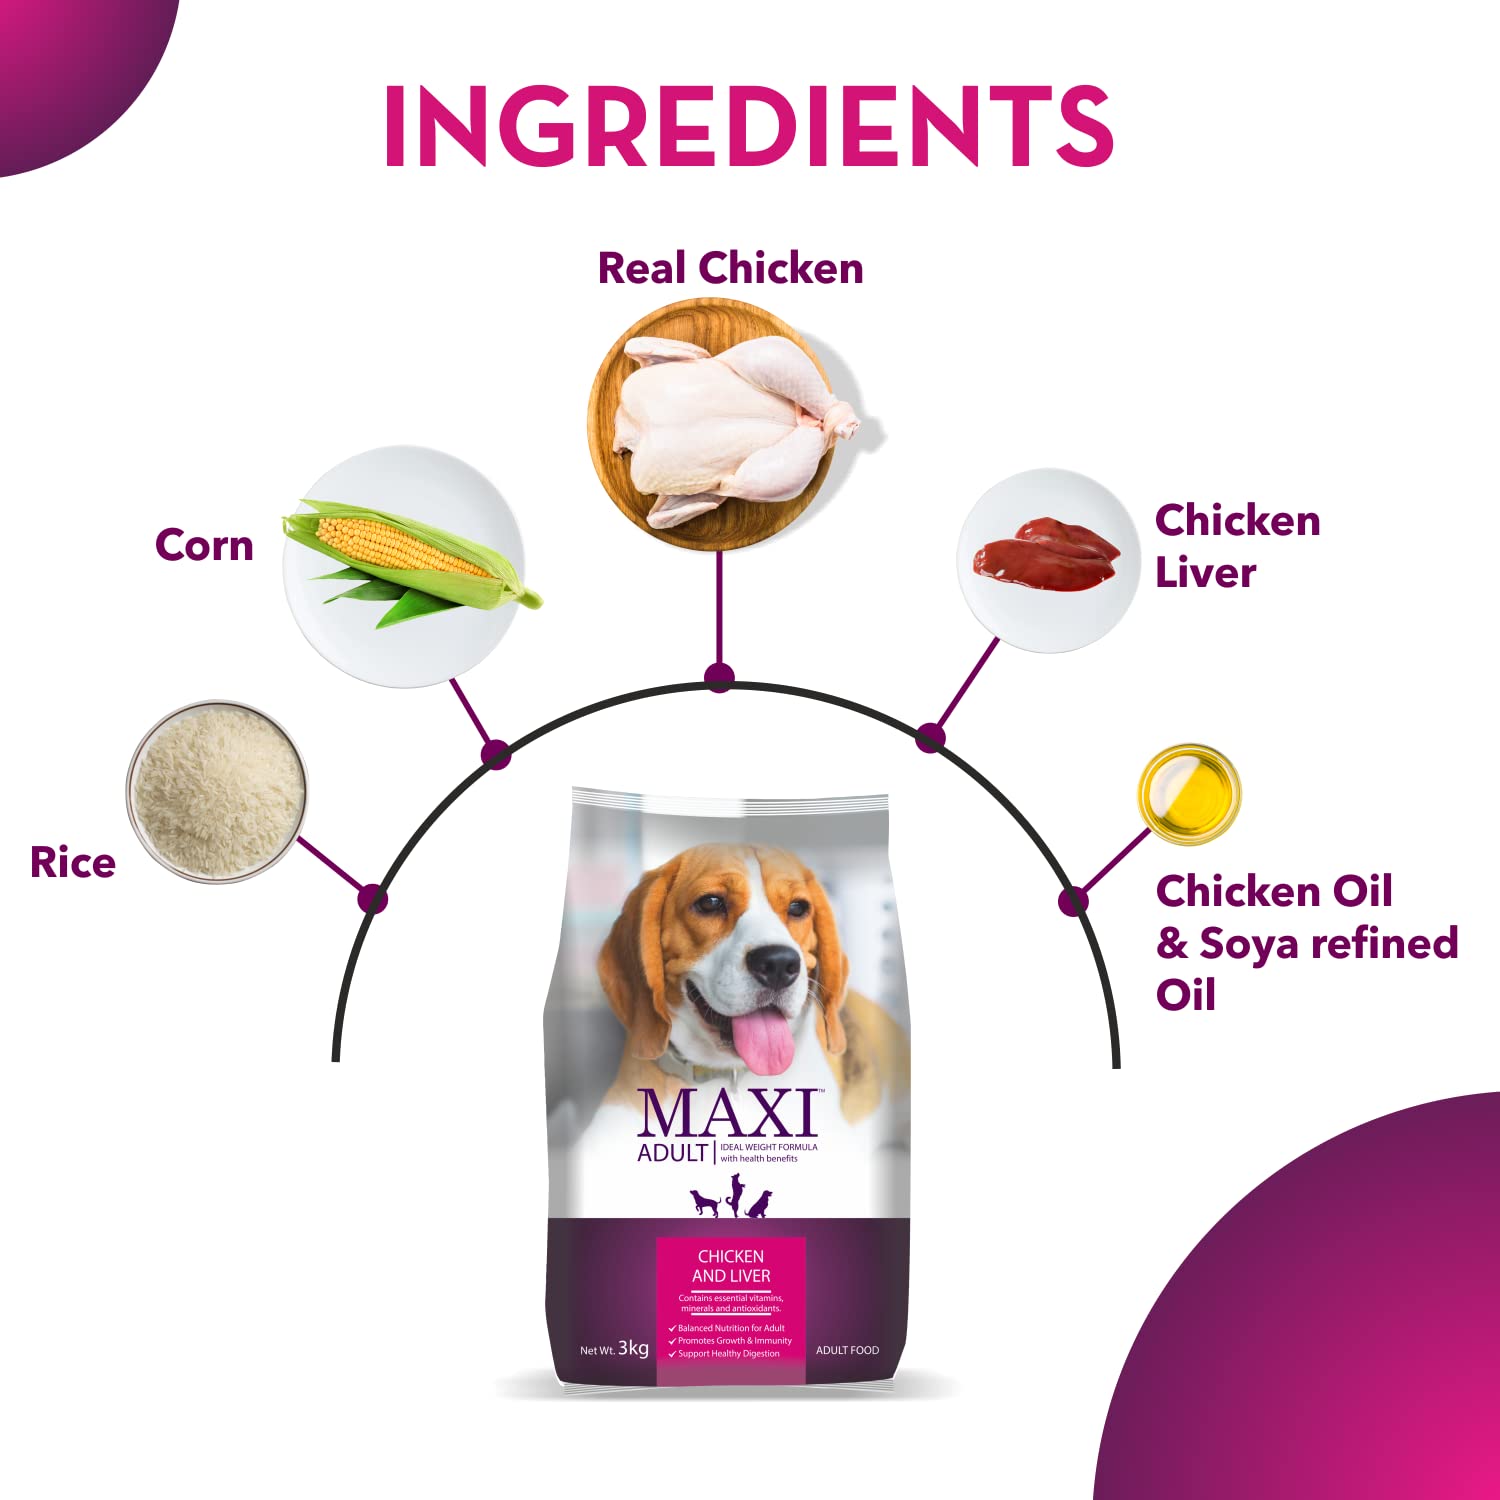 INGREDIENTS
Real Chicken
Corn
Chicken
Liver
Rice
Chicken Oil
& Soya refined
Oil
MAXI™
ADULT | IDEAL WEIGHT FORMULA
with health benefits
CHICKEN
AND LIVER
Contains essential vitamins,
minerals and antioxidants.
✓ Balanced Nutrition for Adult
✓ Promotes Growth & Immunity
✓ Support Healthy Digestion
Net Wt. 3kg
ADULT FOOD